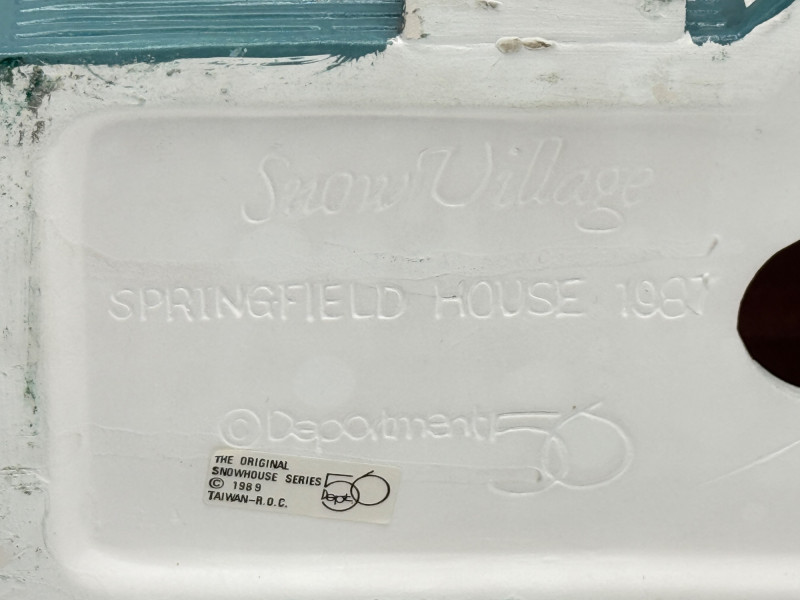 Snow Village
SPRINGFIELD HOUSE 1987
© Department 56
THE ORIGINAL
SNOWHOUSE SERIES
© 1989
TAIWAN-R.O.C.
Dept. 56